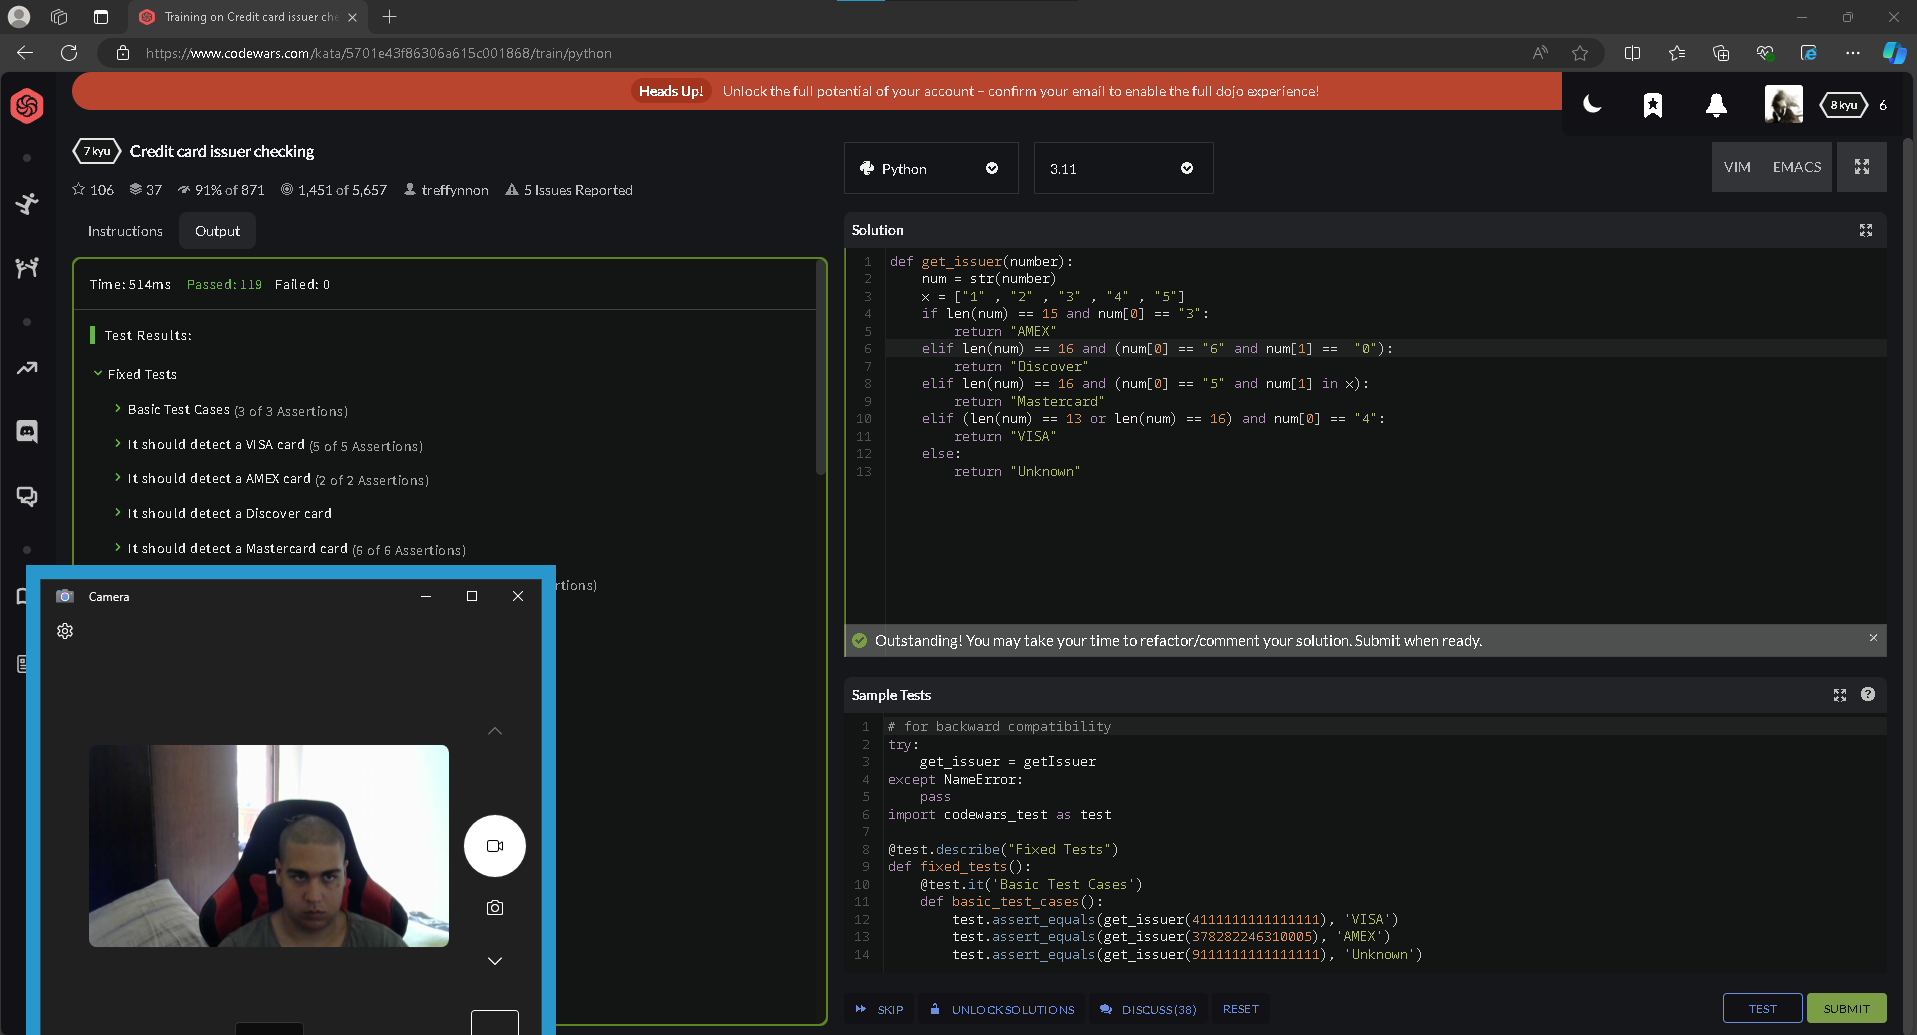 Training on Credit card issuer che
https://www.codewars.com/kata/5701e43f86306a615c001868/train/python
Heads Up! Unlock the full potential of your account – confirm your email to enable the full dojo experience!
8 kyu 6
7 kyu Credit card issuer checking
106 37 91% of 871 1,451 of 5,657 treffynnon 5 Issues Reported
Instructions Output
Time: 514ms Passed: 119 Failed: 0
Test Results:
Fixed Tests
Basic Test Cases (3 of 3 Assertions)
It should detect a VISA card (5 of 5 Assertions)
It should detect a AMEX card (2 of 2 Assertions)
It should detect a Discover card
It should detect a Mastercard card (6 of 6 Assertions)
rtions)
Camera
Python 3.11 VIM EMACS
Solution
1 def get_issuer(number):
2 num = str(number)
3 x = ["1" , "2" , "3" , "4" , "5"]
4 if len(num) == 15 and num[0] == "3":
5 return "AMEX"
6 elif len(num) == 16 and (num[0] == "6" and num[1] ==  "0"):
7 return "Discover"
8 elif len(num) == 16 and (num[0] == "5" and num[1] in x):
9 return "Mastercard"
10 elif (len(num) == 13 or len(num) == 16) and num[0] == "4":
11 return "VISA"
12 else:
13 return "Unknown"
Outstanding! You may take your time to refactor/comment your solution. Submit when ready.
Sample Tests
1 # for backward compatibility
2 try:
3 get_issuer = getIssuer
4 except NameError:
5 pass
6 import codewars_test as test
7
8 @test.describe("Fixed Tests")
9 def fixed_tests():
10 @test.it('Basic Test Cases')
11 def basic_test_cases():
12 test.assert_equals(get_issuer(4111111111111111), 'VISA')
13 test.assert_equals(get_issuer(378282246310005), 'AMEX')
14 test.assert_equals(get_issuer(9111111111111111), 'Unknown')
SKIP UNLOCK SOLUTIONS DISCUSS (38) RESET TEST SUBMIT